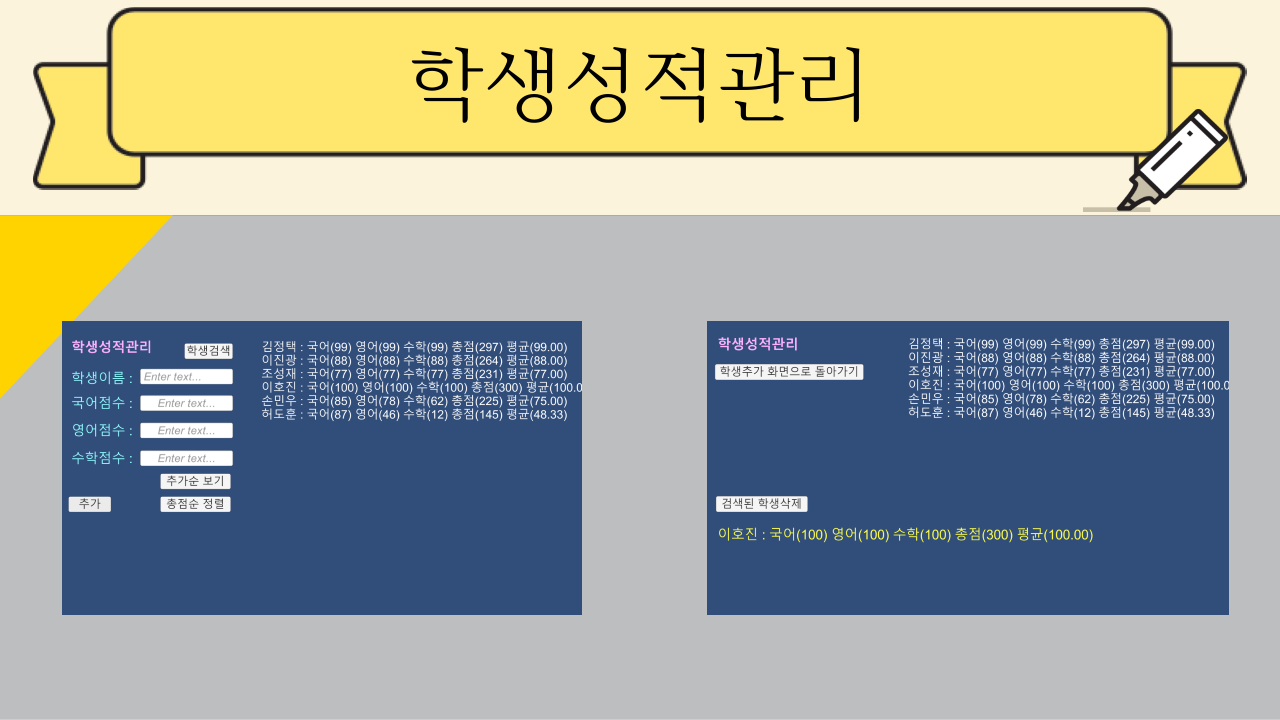 학생성적관리
학생성적관리
학생검색
학생이름 : Enter text...
국어점수 : Enter text...
영어점수 : Enter text...
수학점수 : Enter text...
추가순 보기
추가 총점순 정렬
김정택 : 국어(99) 영어(99) 수학(99) 총점(297) 평균(99.00)
이진광 : 국어(88) 영어(88) 수학(88) 총점(264) 평균(88.00)
조성재 : 국어(77) 영어(77) 수학(77) 총점(231) 평균(77.00)
이호진 : 국어(100) 영어(100) 수학(100) 총점(300) 평균(100.0
손민우 : 국어(85) 영어(78) 수학(62) 총점(225) 평균(75.00)
허도훈 : 국어(87) 영어(46) 수학(12) 총점(145) 평균(48.33)
학생성적관리
학생추가 화면으로 돌아가기
김정택 : 국어(99) 영어(99) 수학(99) 총점(297) 평균(99.00)
이진광 : 국어(88) 영어(88) 수학(88) 총점(264) 평균(88.00)
조성재 : 국어(77) 영어(77) 수학(77) 총점(231) 평균(77.00)
이호진 : 국어(100) 영어(100) 수학(100) 총점(300) 평균(100.0
손민우 : 국어(85) 영어(78) 수학(62) 총점(225) 평균(75.00)
허도훈 : 국어(87) 영어(46) 수학(12) 총점(145) 평균(48.33)
검색된 학생삭제
이호진 : 국어(100) 영어(100) 수학(100) 총점(300) 평균(100.00)